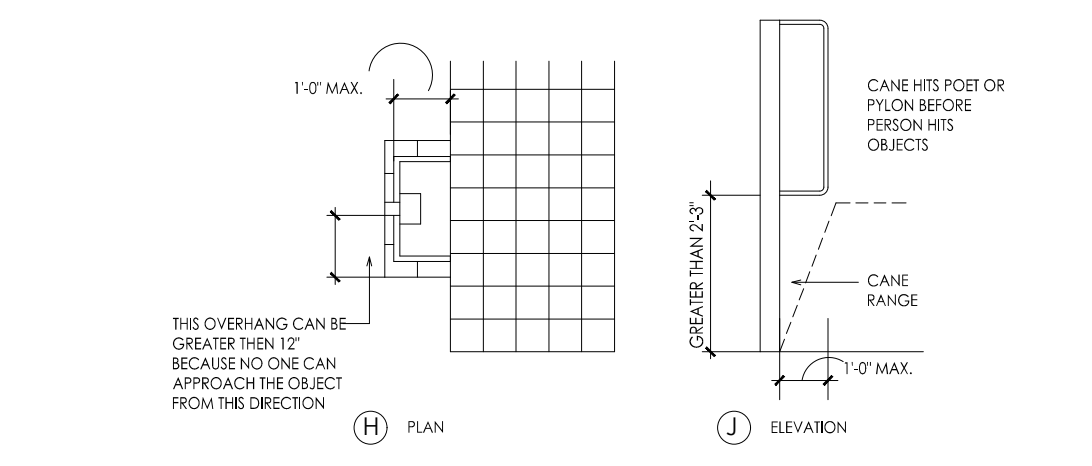 1'-0" MAX.
THIS OVERHANG CAN BE
GREATER THEN 12"
BECAUSE NO ONE CAN
APPROACH THE OBJECT
FROM THIS DIRECTION
H PLAN
CANE HITS POET OR
PYLON BEFORE
PERSON HITS
OBJECTS
GREATER THAN 2'-3"
CANE
RANGE
1'-0" MAX.
J ELEVATION